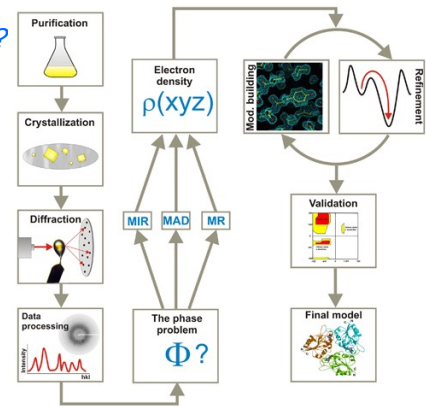 ?
Purification
Crystallization
Diffraction
Data
processing
Intensity
hkl
Electron
density
ρ(xyz)
MIR
MAD
MR
The phase
problem
Φ ?
Mod. building
Refinement
Validation
Final model